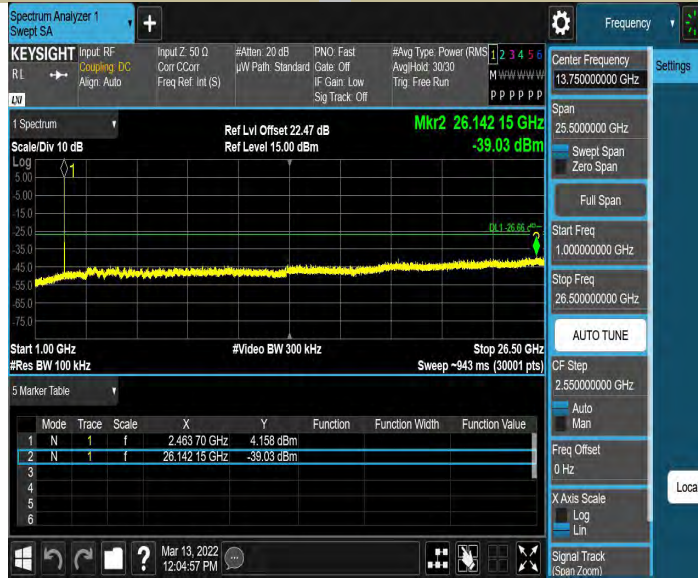 Spectrum Analyzer 1
Swept SA
+
Frequency
KEYSIGHT
RL
LXI
Input: RF
Coupling: DC
Align: Auto
Input Z: 50 Ω
Corr CCorr
Freq Ref: Int (S)
#Atten: 20 dB
µW Path: Standard
PNO: Fast
Gate: Off
IF Gain: Low
Sig Track: Off
#Avg Type: Power (RMS
Avg|Hold: 30/30
Trig: Free Run
1 2 3 4 5 6
M W W W W W
P P P P P P
Center Frequency
13.750000000 GHz
Settings
Span
25.5000000 GHz
Swept Span
Zero Span
Full Span
Start Freq
1.000000000 GHz
Stop Freq
26.500000000 GHz
AUTO TUNE
CF Step
2.550000000 GHz
Auto
Man
Freq Offset
0 Hz
X Axis Scale
Log
Lin
Signal Track
(Span Zoom)
Loca
1 Spectrum
Scale/Div 10 dB
Ref Lvl Offset 22.47 dB
Ref Level 15.00 dBm
Mkr2 26.142 15 GHz
-39.03 dBm
Log
5.00
-5.00
-15.0
-25.0
-35.0
-45.0
-55.0
-65.0
-75.0
1
DL1 -26.66 dBm
2
Start 1.00 GHz
#Res BW 100 kHz
#Video BW 300 kHz
Stop 26.50 GHz
Sweep ~943 ms (30001 pts)
5 Marker Table
Mode Trace Scale X Y Function Function Width Function Value
1 N 1 f 2.463 70 GHz 4.158 dBm
2 N 1 f 26.142 15 GHz -39.03 dBm
3
4
5
6
?
Mar 13, 2022
12:04:57 PM